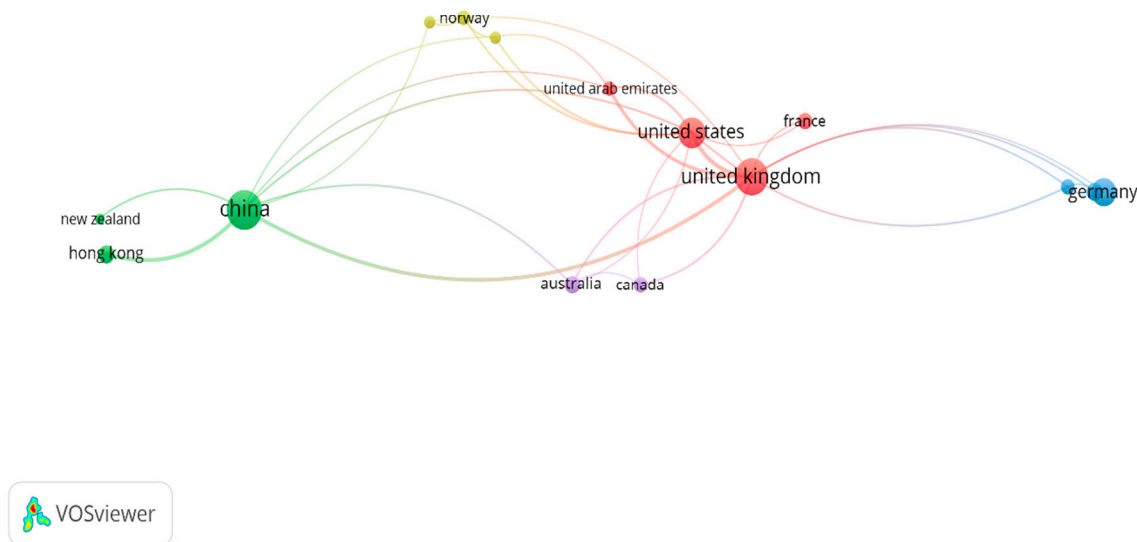 norway
united arab emirates
france
united states
united kingdom
germany
china
new zealand
hong kong
australia
canada
VOSviewer